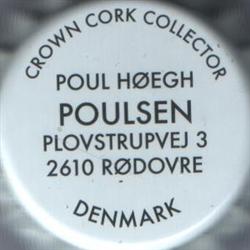 CROWN CORK COLLECTOR
POUL HØEGH
POULSEN
PLOVSTRUPVEJ 3
2610 RØDOVRE
DENMARK